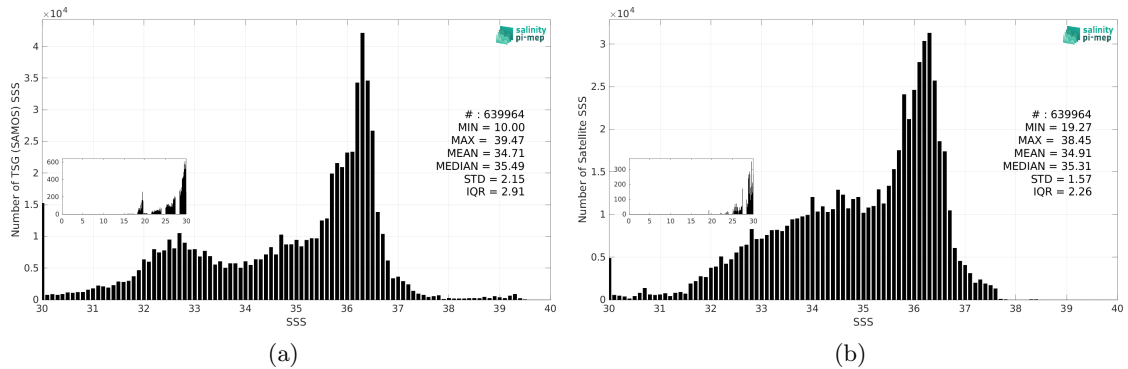 ×10⁴
4
3.5
3
2.5
2
1.5
1
0.5
0
Number of TSG (SAMOS) SSS
salinity
pi-mep
# : 639964
MIN = 10.00
MAX = 39.47
MEAN = 34.71
MEDIAN = 35.49
STD = 2.15
IQR = 2.91
600
400
200
0
0 5 10 15 20 25 30
30 31 32 33 34 35 36 37 38 39 40
SSS
(a)
×10⁴
3
2.5
2
1.5
1
0.5
0
Number of Satellite SSS
salinity
pi-mep
# : 639964
MIN = 19.27
MAX = 38.45
MEAN = 34.91
MEDIAN = 35.31
STD = 1.57
IQR = 2.26
300
200
100
0
0 5 10 15 20 25 30
30 31 32 33 34 35 36 37 38 39 40
SSS
(b)